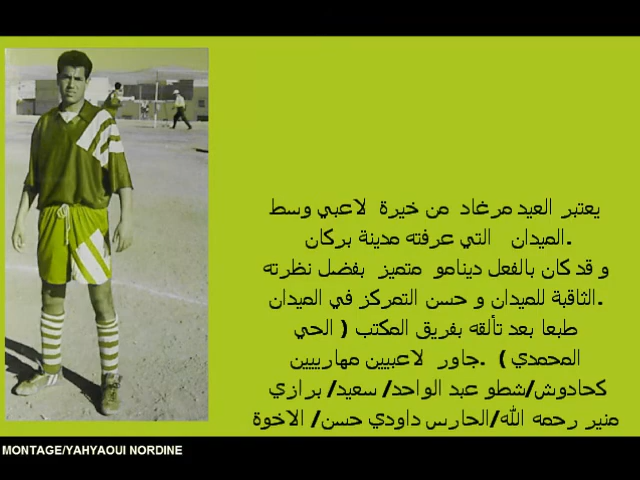 يعتبر العيد مرغاد من خيرة لاعبي وسط
الميدان التي عرفته مدينة بركان.
و قد كان بالفعل دينامو متميز بفضل نظرته
الثاقبة للميدان و حسن التمركز في الميدان.
طبعا بعد تألقه بفريق المكتب ( الحي
المحمدي ) .جاور لاعبيين مهارييين
كحادوش/شطو عبد الواحد/ سعيد/ برازي
منير رحمه الله/الحارس داودي حسن/ الاخوة
MONTAGE/YAHYAOUI NORDINE